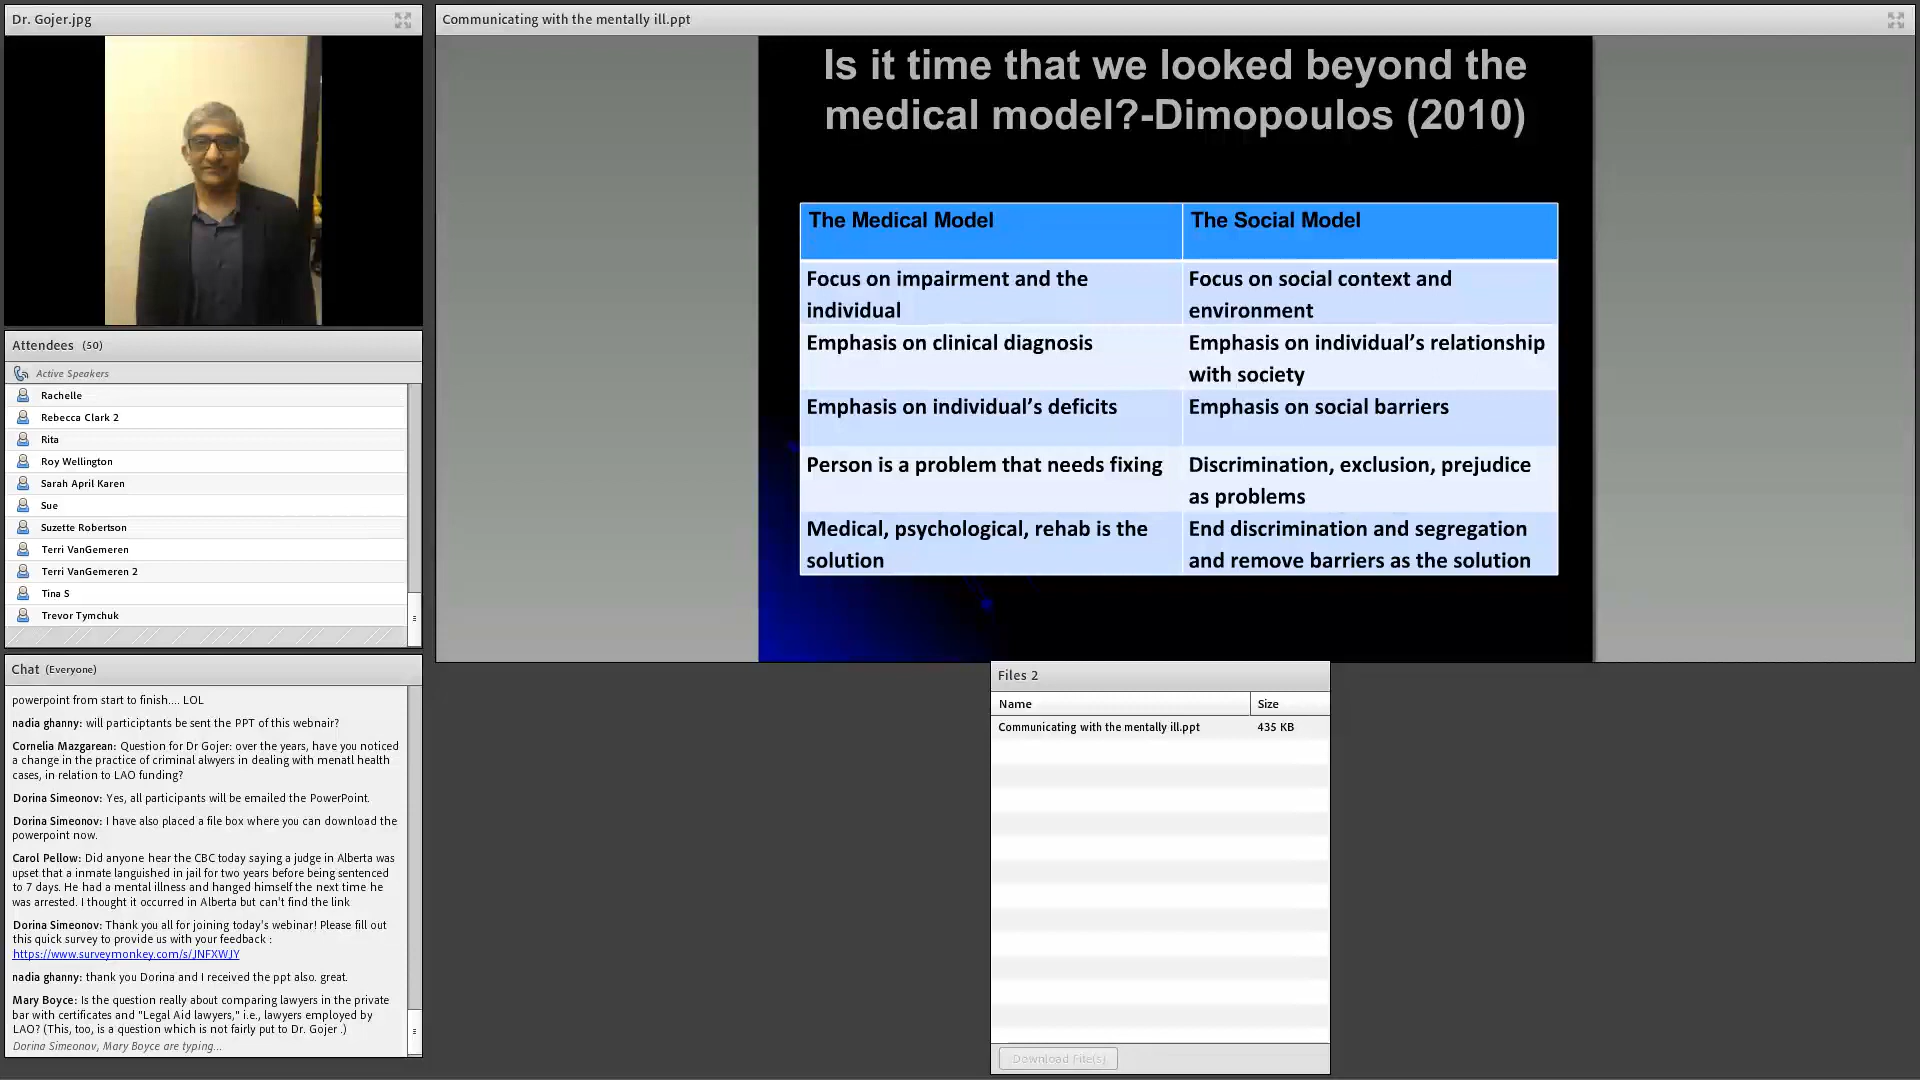 Dr. Gojer.jpg
Communicating with the mentally ill.ppt
Is it time that we looked beyond the
medical model?-Dimopoulos (2010)
The Medical Model
The Social Model
Focus on impairment and the
individual
Focus on social context and
environment
Emphasis on clinical diagnosis
Emphasis on individual’s relationship
with society
Emphasis on individual’s deficits
Emphasis on social barriers
Person is a problem that needs fixing
Discrimination, exclusion, prejudice
as problems
Medical, psychological, rehab is the
solution
End discrimination and segregation
and remove barriers as the solution
Attendees (50)
Active Speakers
Rachelle
Rebecca Clark 2
Rita
Roy Wellington
Sarah April Karen
Sue
Suzette Robertson
Terri VanGemeren
Terri VanGemeren 2
Tina S
Trevor Tymchuk
Chat (Everyone)
powerpoint from start to finish.... LOL
nadia ghanny: will participtants be sent the PPT of this webnair?
Cornelia Mazgarean: Question for Dr Gojer: over the years, have you noticed
a change in the practice of criminal alwyers in dealing with menatl health
cases, in relation to LAO funding?
Dorina Simeonov: Yes, all participants will be emailed the PowerPoint.
Dorina Simeonov: I have also placed a file box where you can download the
powerpoint now.
Carol Pellow: Did anyone hear the CBC today saying a judge in Alberta was
upset that a inmate languished in jail for two years before being sentenced
to 7 days. He had a mental illness and hanged himself the next time he
was arrested. I thought it occurred in Alberta but can't find the link
Dorina Simeonov: Thank you all for joining today's webinar! Please fill out
this quick survey to provide us with your feedback :
https://www.surveymonkey.com/s/JNFXWJY
nadia ghanny: thank you Dorina and I received the ppt also. great.
Mary Boyce: Is the question really about comparing lawyers in the private
bar with certificates and "Legal Aid lawyers," i.e., lawyers employed by
LAO? (This, too, is a question which is not fairly put to Dr. Gojer .)
Dorina Simeonov, Mary Boyce are typing...
Files 2
Name
Size
Communicating with the mentally ill.ppt
435 KB
Download File(s)